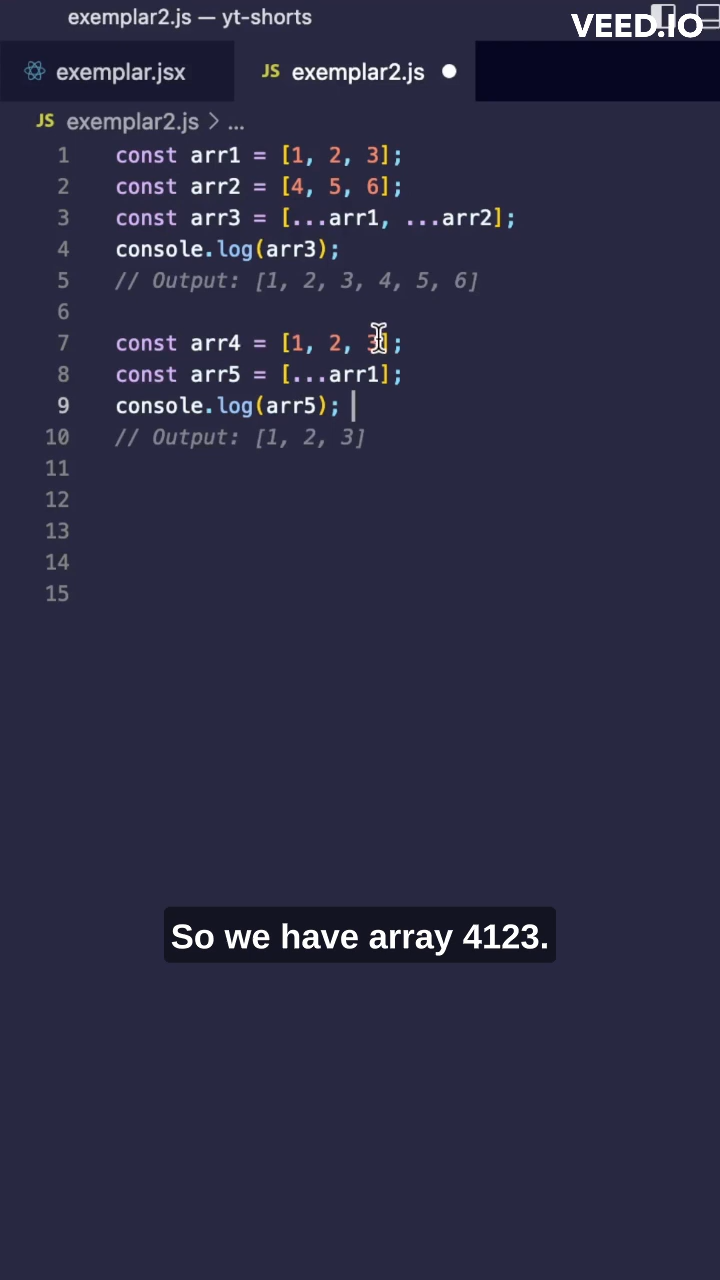 exemplar2.js — yt-shorts
VEED.IO
exemplar.jsx
JS exemplar2.js
JS exemplar2.js > ...
1 const arr1 = [1, 2, 3];
2 const arr2 = [4, 5, 6];
3 const arr3 = [...arr1, ...arr2];
4 console.log(arr3);
5 // Output: [1, 2, 3, 4, 5, 6]
6
7 const arr4 = [1, 2, 3];
8 const arr5 = [...arr1];
9 console.log(arr5);
10 // Output: [1, 2, 3]
11
12
13
14
15
So we have array 4123.